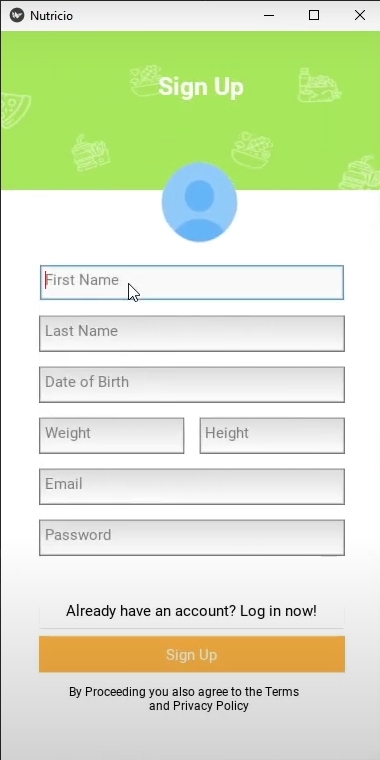 Nutricio
Sign Up
First Name
Last Name
Date of Birth
Weight
Height
Email
Password
Already have an account? Log in now!
Sign Up
By Proceeding you also agree to the Terms
and Privacy Policy